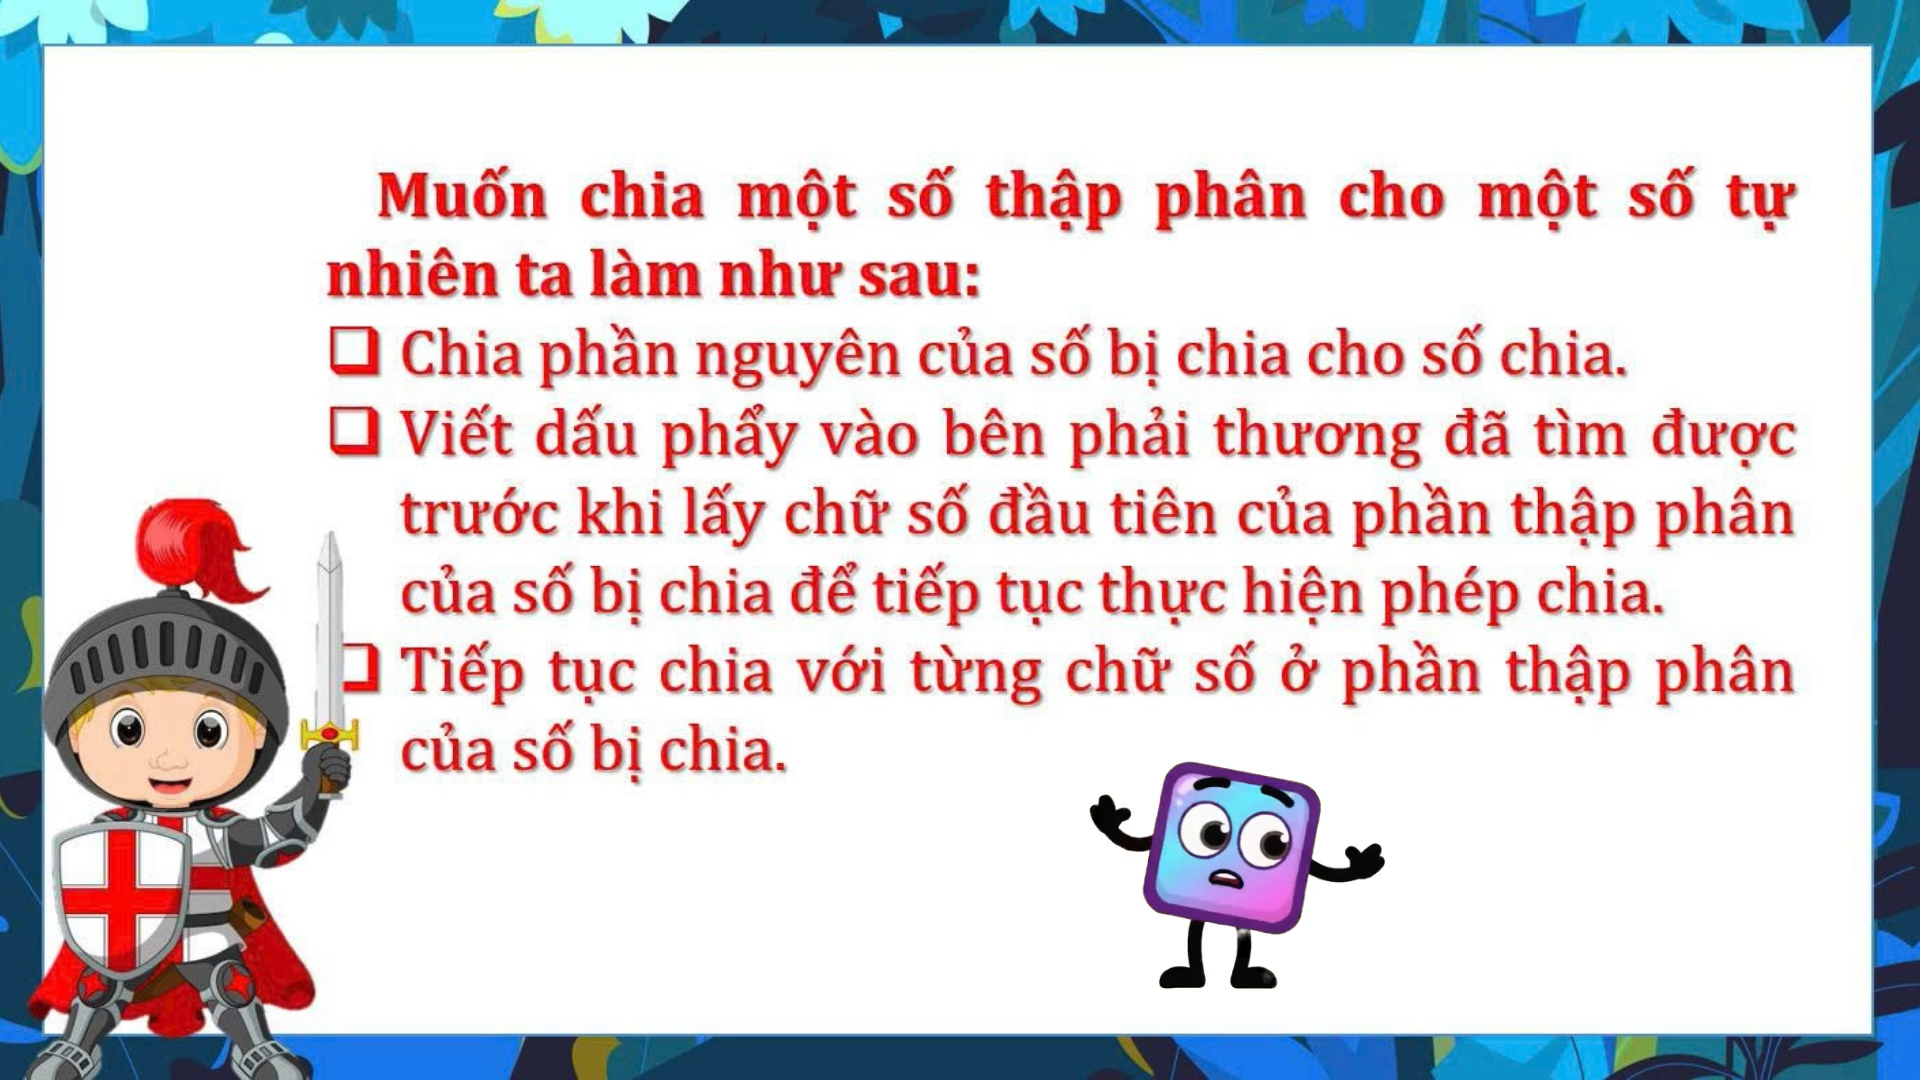 Muốn chia một số thập phân cho một số tự
nhiên ta làm như sau:
Chia phần nguyên của số bị chia cho số chia.
Viết dấu phẩy vào bên phải thương đã tìm được
trước khi lấy chữ số đầu tiên của phần thập phân
của số bị chia để tiếp tục thực hiện phép chia.
Tiếp tục chia với từng chữ số ở phần thập phân
của số bị chia.